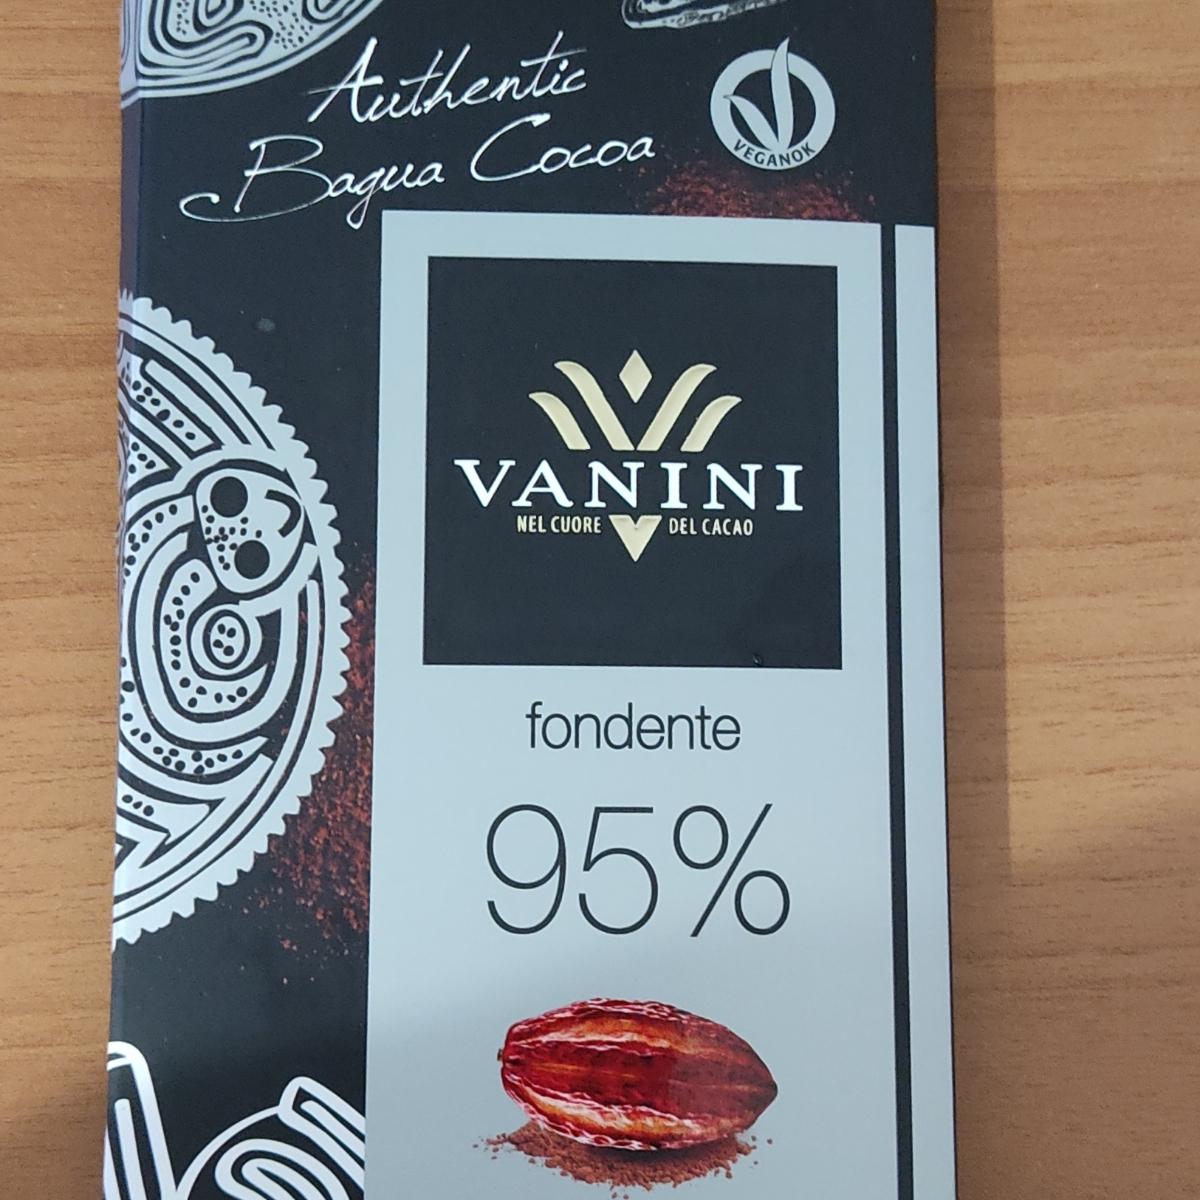 Authentic
Bagua Cocoa
VEGANOK
VANINI
NEL CUORE DEL CACAO
fondente
95%